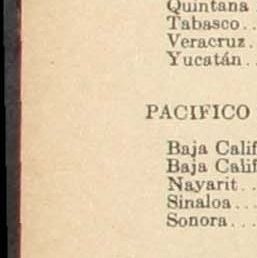 Quintana
Tabasco..
Veracruz.
Yucatán..
PACIFICO
Baja Calif
Baja Calif
Nayarit..
Sinaloa...
Sonora...